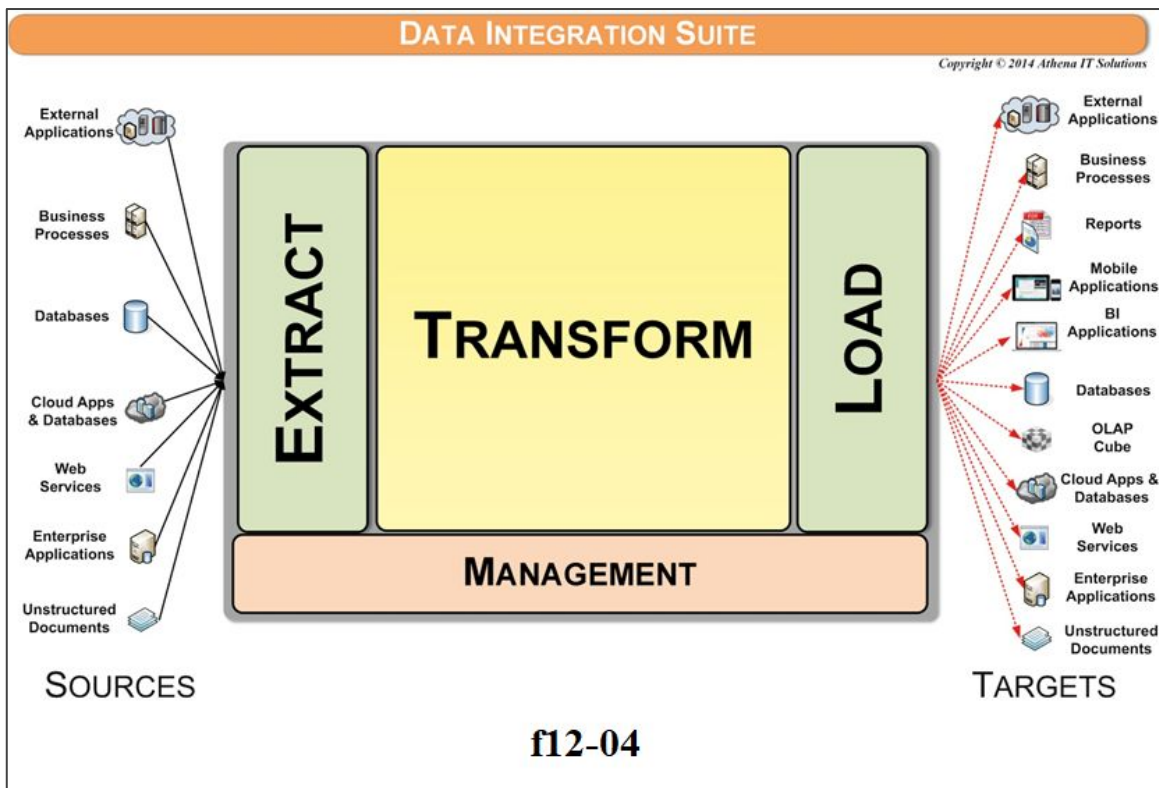 DATA INTEGRATION SUITE
Copyright © 2014 Athena IT Solutions
External
Applications
Business
Processes
Databases
Cloud Apps
& Databases
Web
Services
Enterprise
Applications
Unstructured
Documents
SOURCES
EXTRACT
TRANSFORM
LOAD
MANAGEMENT
External
Applications
Business
Processes
PDF
Reports
Mobile
Applications
BI
Applications
Databases
OLAP
Cube
Cloud Apps &
Databases
Web
Services
Enterprise
Applications
Unstructured
Documents
TARGETS
f12-04